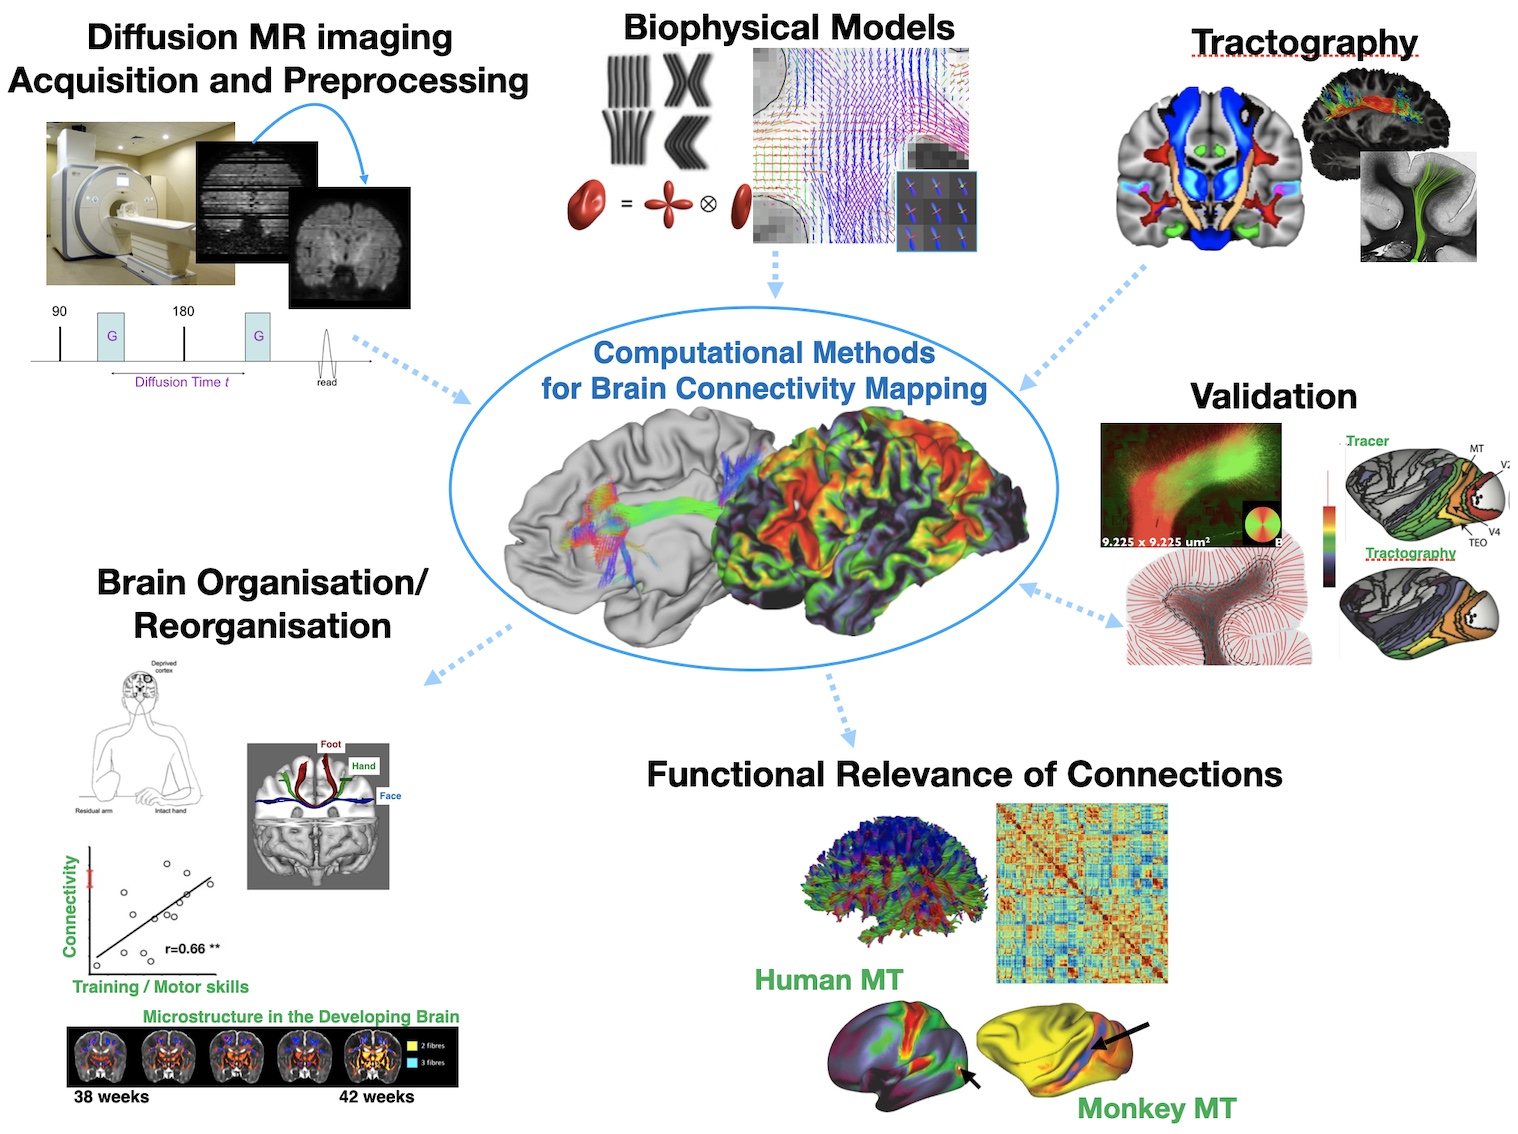 Diffusion MR imaging
Acquisition and Preprocessing
90
G
180
G
Diffusion Time t
read
Biophysical Models
=
⊗
Tractography
Computational Methods
for Brain Connectivity Mapping
Validation
9.225 x 9.225 um²
B
Tracer
MT
V4
TEO
Tractography
Brain Organisation/
Reorganisation
Deprived
cortex
Residual arm
Intact hand
Foot
Hand
Face
Connectivity
r=0.66 **
Training / Motor skills
Microstructure in the Developing Brain
2 fibres
3 fibres
38 weeks
42 weeks
Functional Relevance of Connections
Human MT
Monkey MT